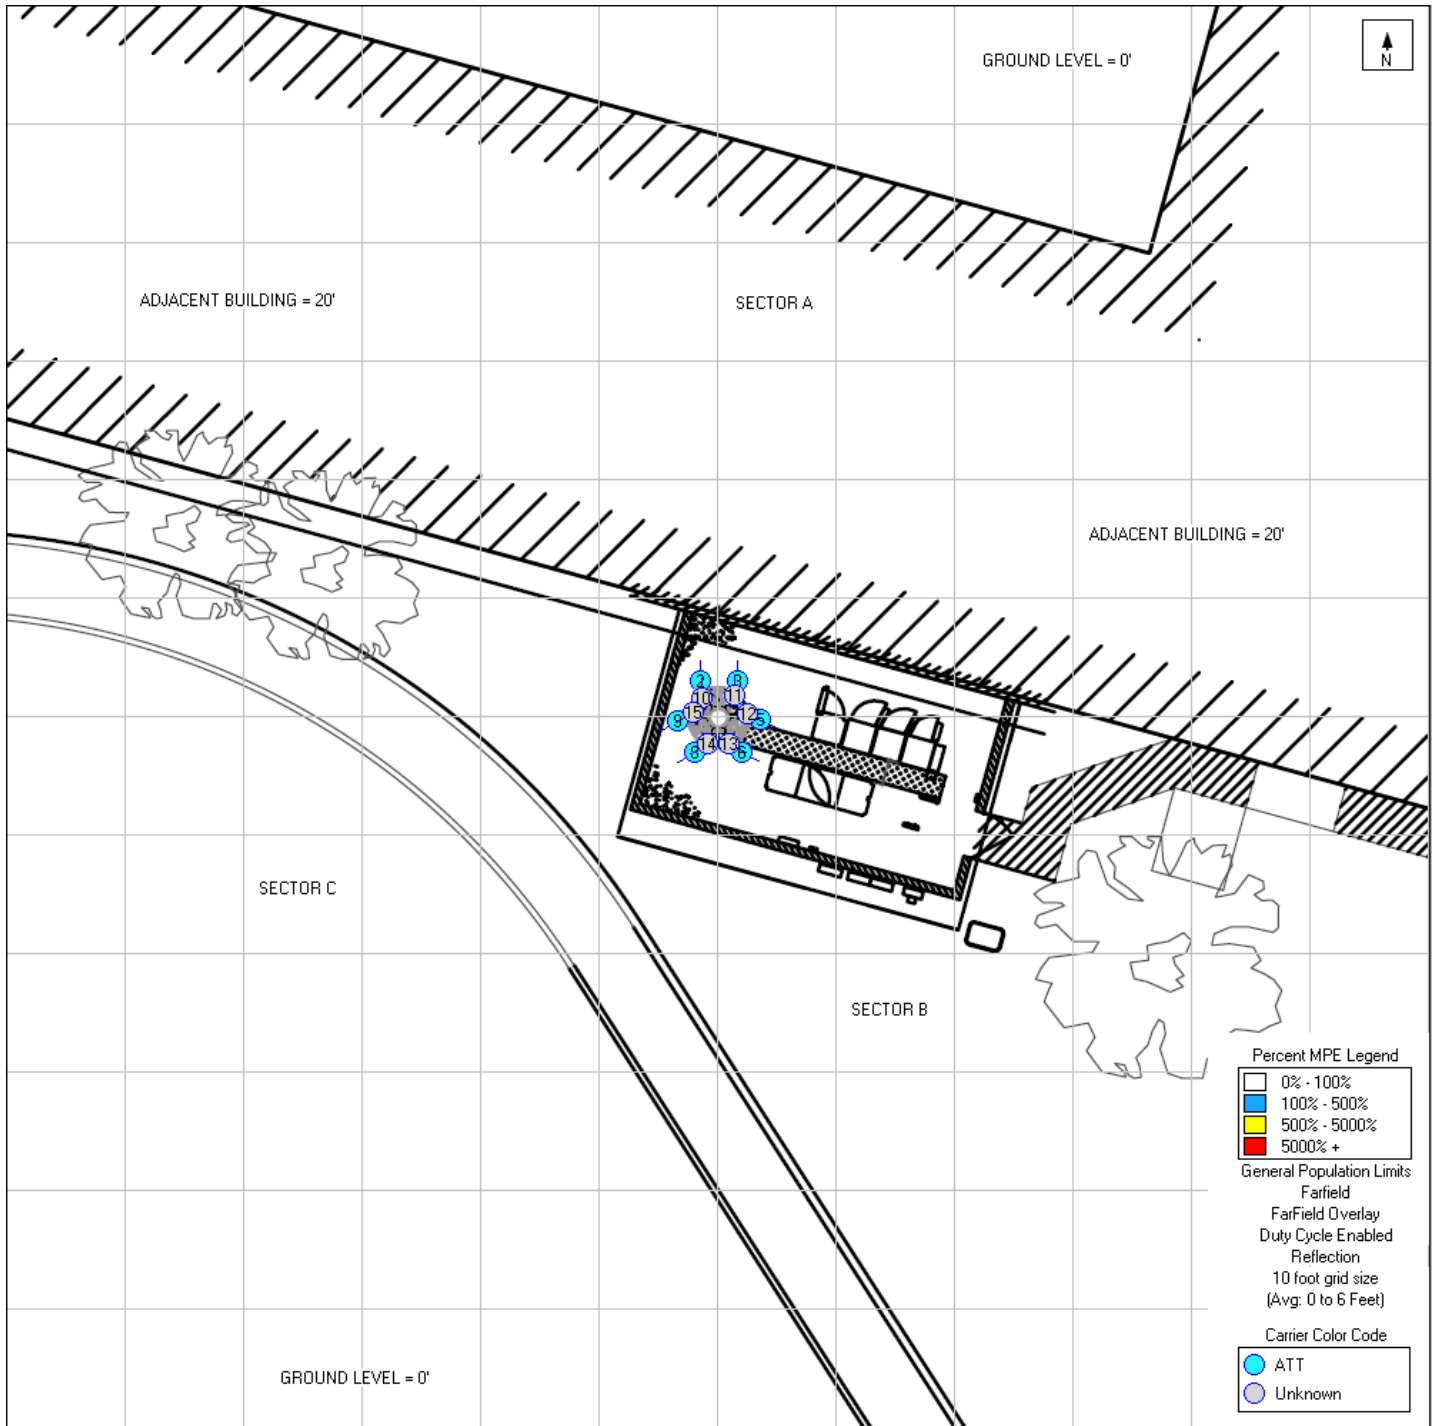 GROUND LEVEL = 0'
N
ADJACENT BUILDING = 20'
SECTOR A
ADJACENT BUILDING = 20'
2
3
10
11
15
12
9
5
14
13
8
6
SECTOR C
SECTOR B
Percent MPE Legend
0% - 100%
100% - 500%
500% - 5000%
5000% +
General Population Limits
Farfield
FarField Overlay
Duty Cycle Enabled
Reflection
10 foot grid size
(Avg: 0 to 6 Feet)
Carrier Color Code
ATT
Unknown
GROUND LEVEL = 0'